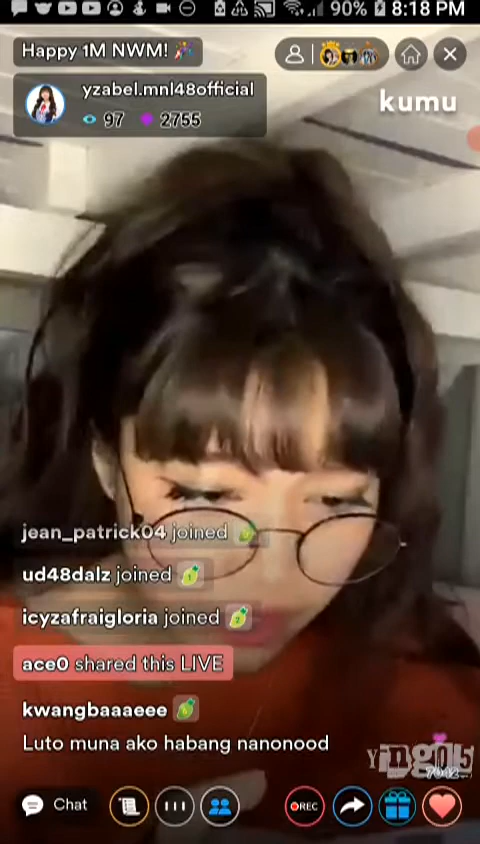 90% 8:18 PM
Happy 1M NWM! 🎉
yzabel.mnl48official
97 2755
kumu
jean_patrick04 joined
ud48dalz joined
icyzafraigloria joined
ace0 shared this LIVE
kwangbaaaeee
Luto muna ako habang nanonood
Yingo15
Chat
REC